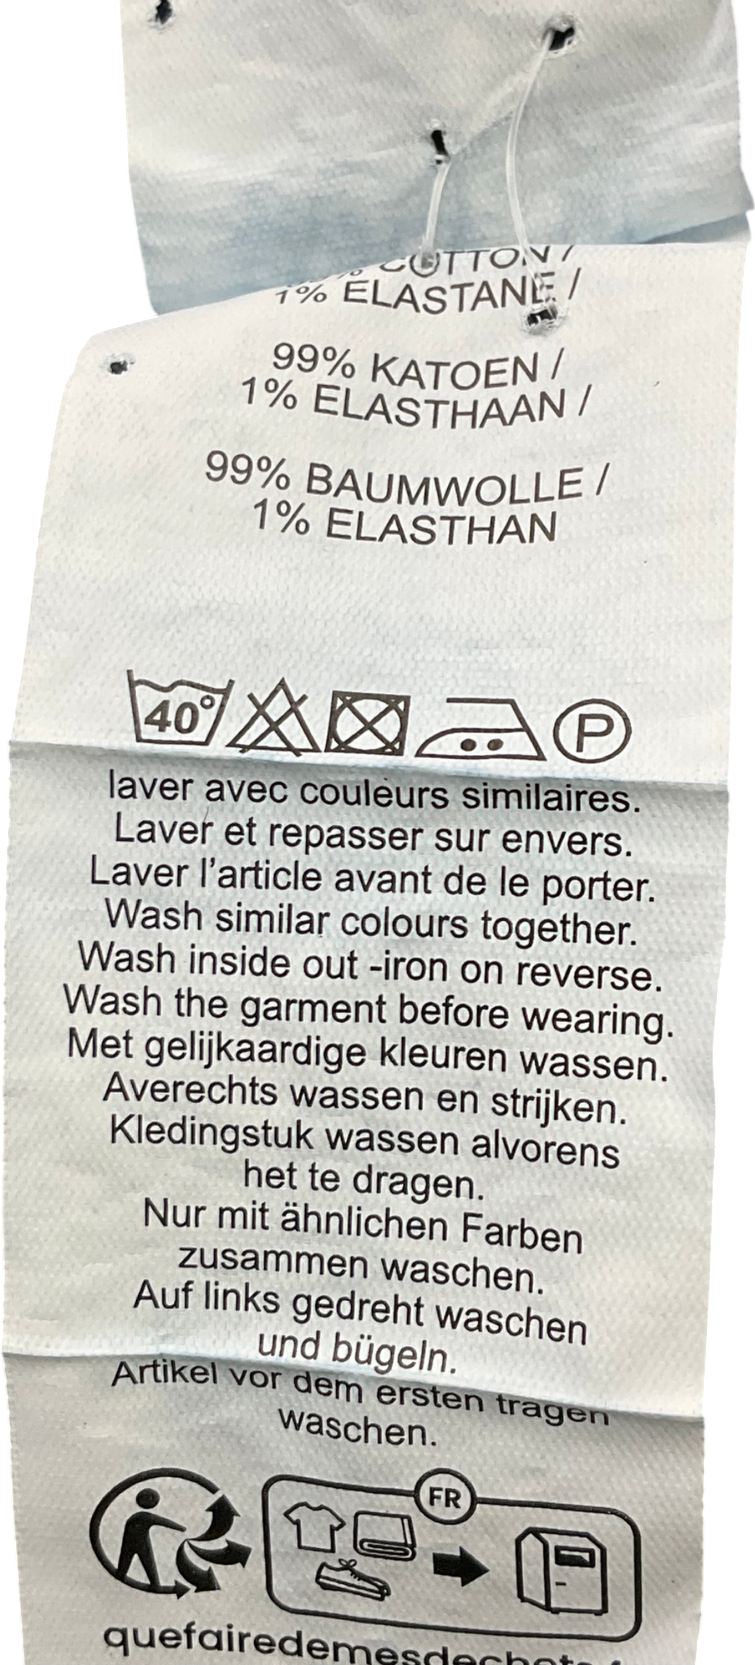 COTTON /
1% ELASTANE /
99% KATOEN /
1% ELASTHAAN /
99% BAUMWOLLE /
1% ELASTHAN
40°
P
laver avec couleurs similaires.
Laver et repasser sur envers.
Laver l'article avant de le porter.
Wash similar colours together.
Wash inside out -iron on reverse.
Wash the garment before wearing.
Met gelijkaardige kleuren wassen.
Averechts wassen en strijken.
Kledingstuk wassen alvorens
het te dragen.
Nur mit ähnlichen Farben
zusammen waschen.
Auf links gedreht waschen
und bügeln.
Artikel vor dem ersten tragen
waschen.
FR
quefairedemesdechets